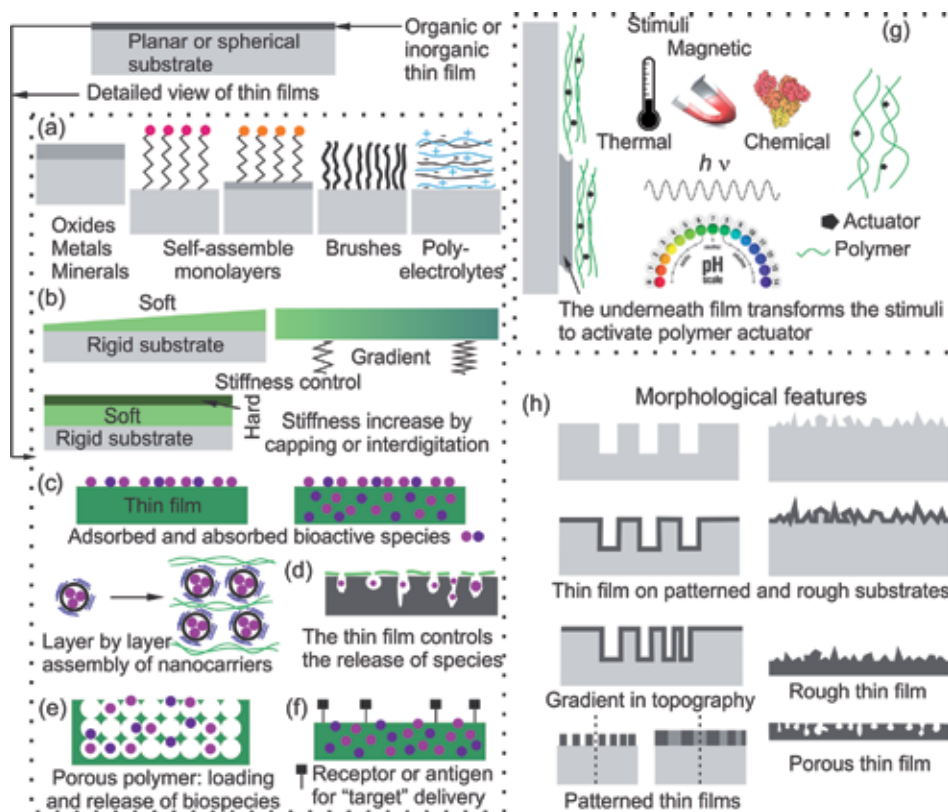 Planar or spherical
substrate
Organic or
inorganic
thin film
Detailed view of thin films
(a)
Oxides
Metals
Minerals
Self-assemble
monolayers
Brushes
Poly-
electrolytes
(b)
Soft
Rigid substrate
Gradient
Stiffness control
Soft
Hard
Rigid substrate
Stiffness increase by
capping or interdigitation
(c)
Thin film
Adsorbed and absorbed bioactive species
Layer by layer
assembly of nanocarriers
(d)
The thin film controls
the release of species
(e)
Porous polymer: loading
and release of biospecies
(f)
Receptor or antigen
for "target" delivery
(g)
Stimuli
Magnetic
Thermal
Chemical
h ν
pH
scale
Actuator
Polymer
The underneath film transforms the stimuli
to activate polymer actuator
(h)
Morphological features
Thin film on patterned and rough substrates
Gradient in topography
Rough thin film
Porous thin film
Patterned thin films